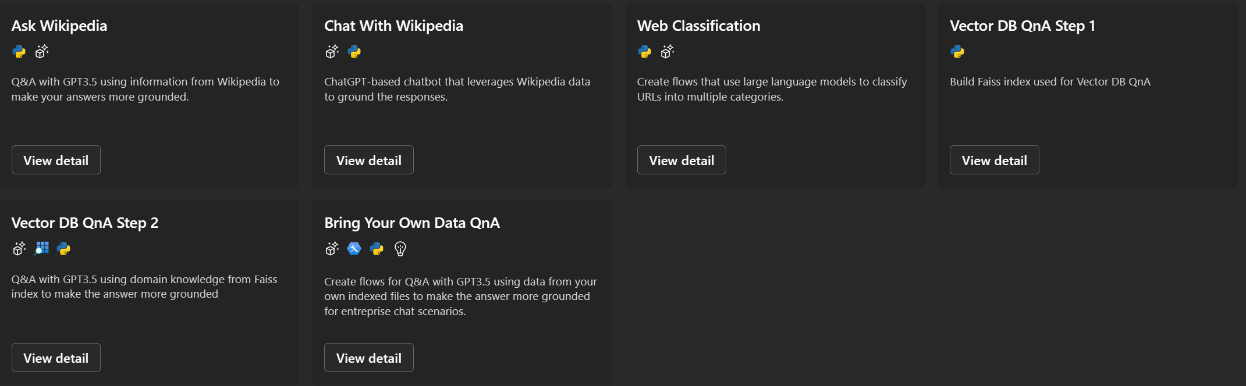 Ask Wikipedia
Q&A with GPT3.5 using information from Wikipedia to
make your answers more grounded.
View detail
Chat With Wikipedia
ChatGPT-based chatbot that leverages Wikipedia data
to ground the responses.
View detail
Web Classification
Create flows that use large language models to classify
URLs into multiple categories.
View detail
Vector DB QnA Step 1
Build Faiss index used for Vector DB QnA
View detail
Vector DB QnA Step 2
Q&A with GPT3.5 using domain knowledge from Faiss
index to make the answer more grounded
View detail
Bring Your Own Data QnA
Create flows for Q&A with GPT3.5 using data from your
own indexed files to make the answer more grounded
for entreprise chat scenarios.
View detail